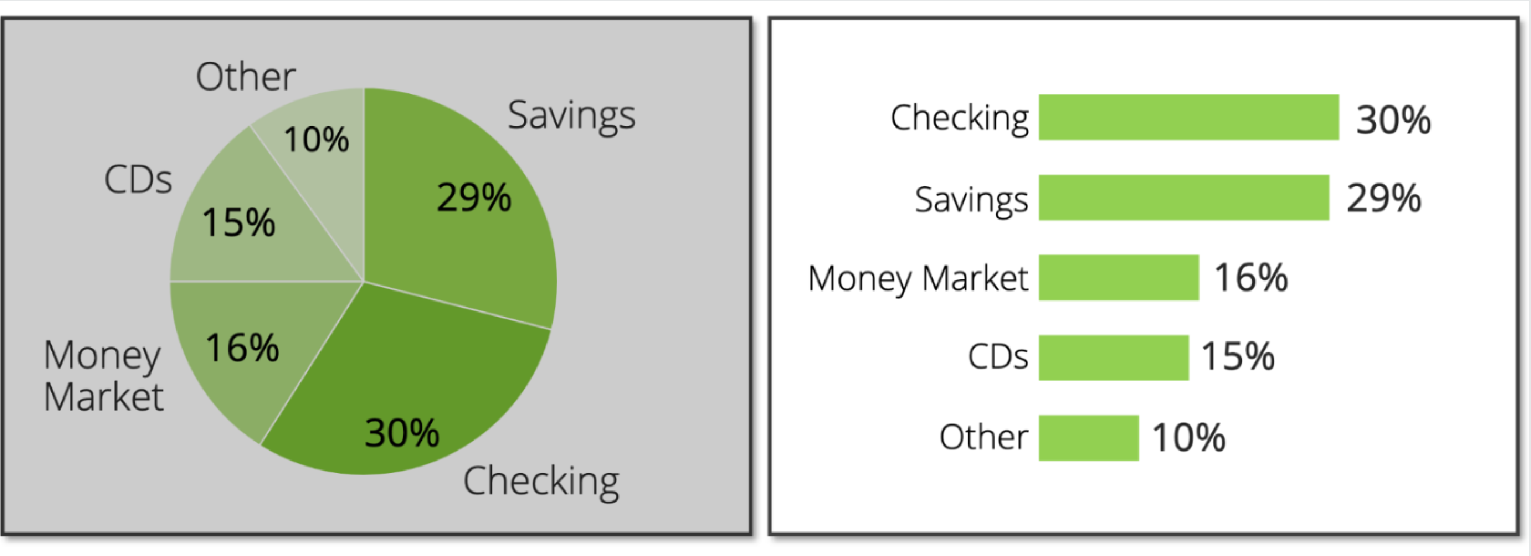 Other
10%
Savings
29%
CDs
15%
Money
Market
16%
30%
Checking
Checking 30%
Savings 29%
Money Market 16%
CDs 15%
Other 10%